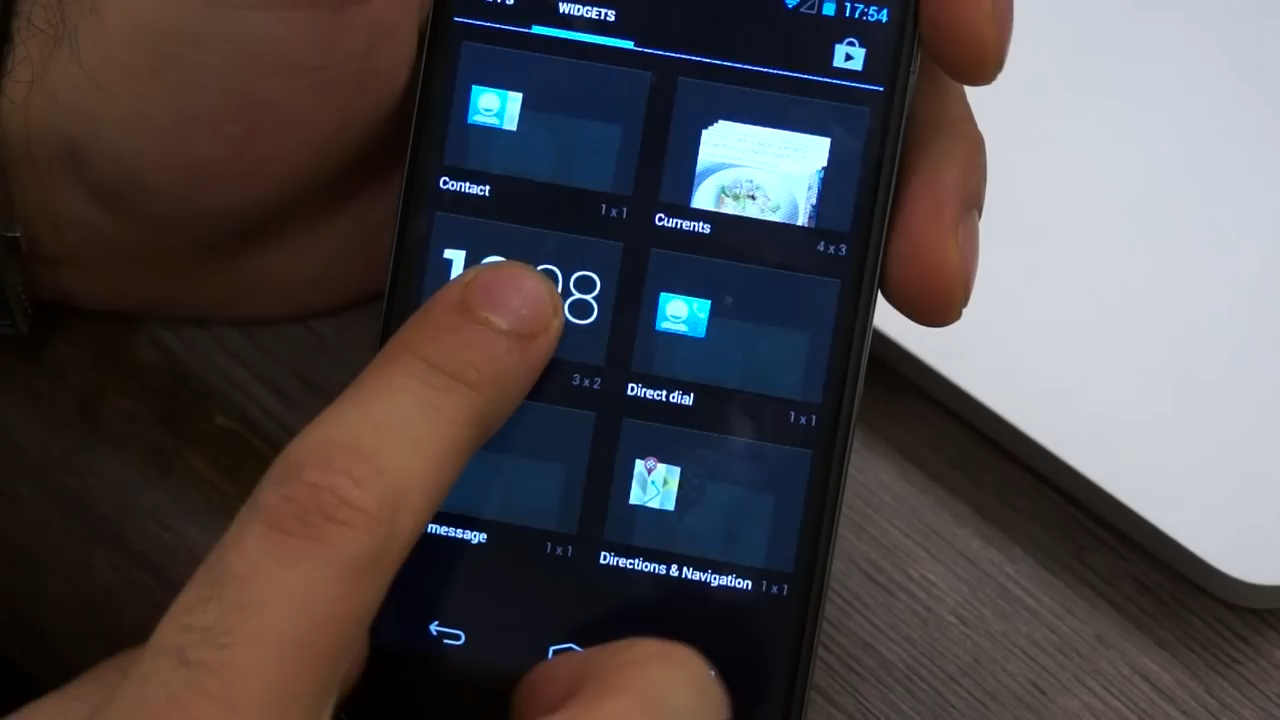 WIDGETS
17:54
Contact
1 x 1
Currents
4 x 3
3 x 2
Direct dial
1 x 1
message
1 x 1
Directions & Navigation 1 x 1